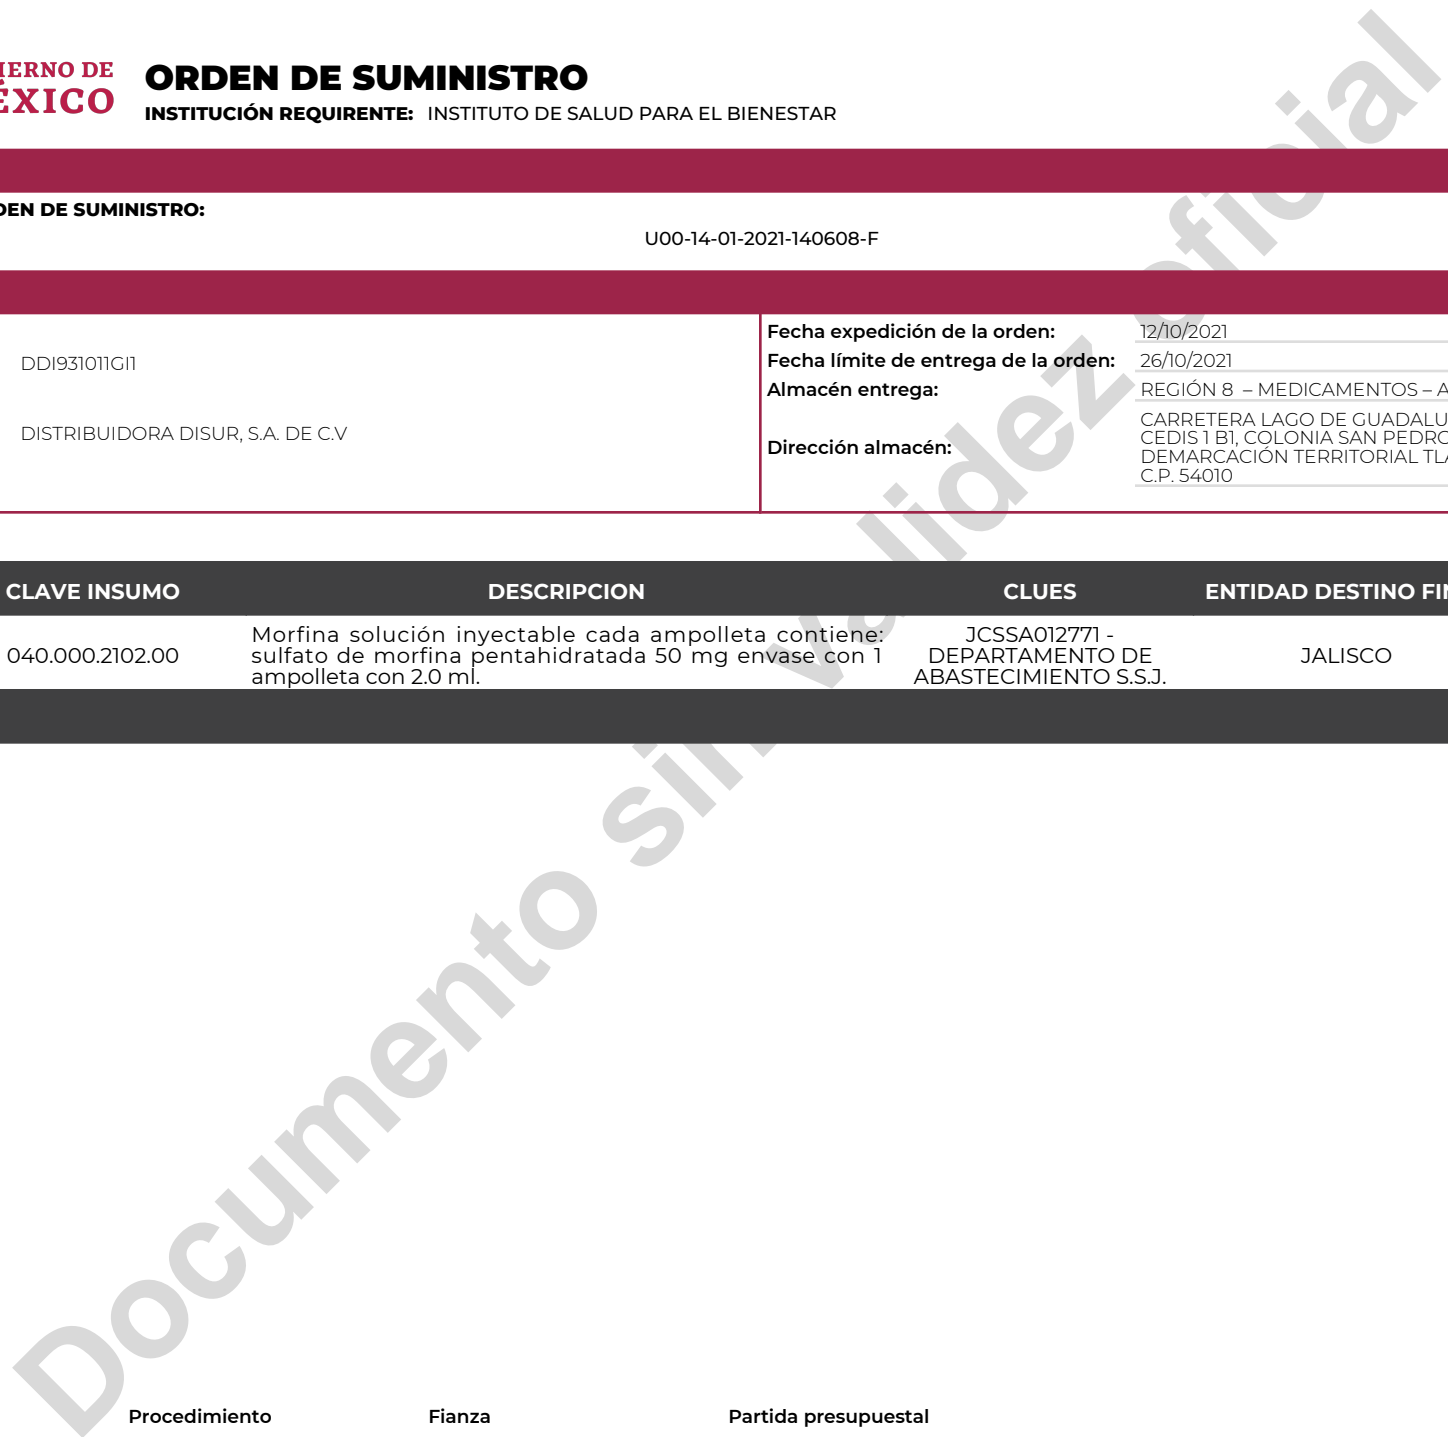 IERNO DE
ÉXICO
ORDEN DE SUMINISTRO
INSTITUCIÓN REQUIRENTE: INSTITUTO DE SALUD PARA EL BIENESTAR
DEN DE SUMINISTRO:
U00-14-01-2021-140608-F
DDI931011GI1
DISTRIBUIDORA DISUR, S.A. DE C.V
Fecha expedición de la orden: 12/10/2021
Fecha límite de entrega de la orden: 26/10/2021
Almacén entrega: REGIÓN 8 – MEDICAMENTOS – A
Dirección almacén:
CARRETERA LAGO DE GUADALU
CEDIS 1 B1, COLONIA SAN PEDRO
DEMARCACIÓN TERRITORIAL TLA
C.P. 54010
CLAVE INSUMO DESCRIPCION CLUES ENTIDAD DESTINO FIN
040.000.2102.00
Morfina solución inyectable cada ampolleta contiene:
sulfato de morfina pentahidratada 50 mg envase con 1
ampolleta con 2.0 ml.
JCSSA012771 -
DEPARTAMENTO DE
ABASTECIMIENTO S.S.J.
JALISCO
Documento sin validez oficial
Procedimiento Fianza Partida presupuestal